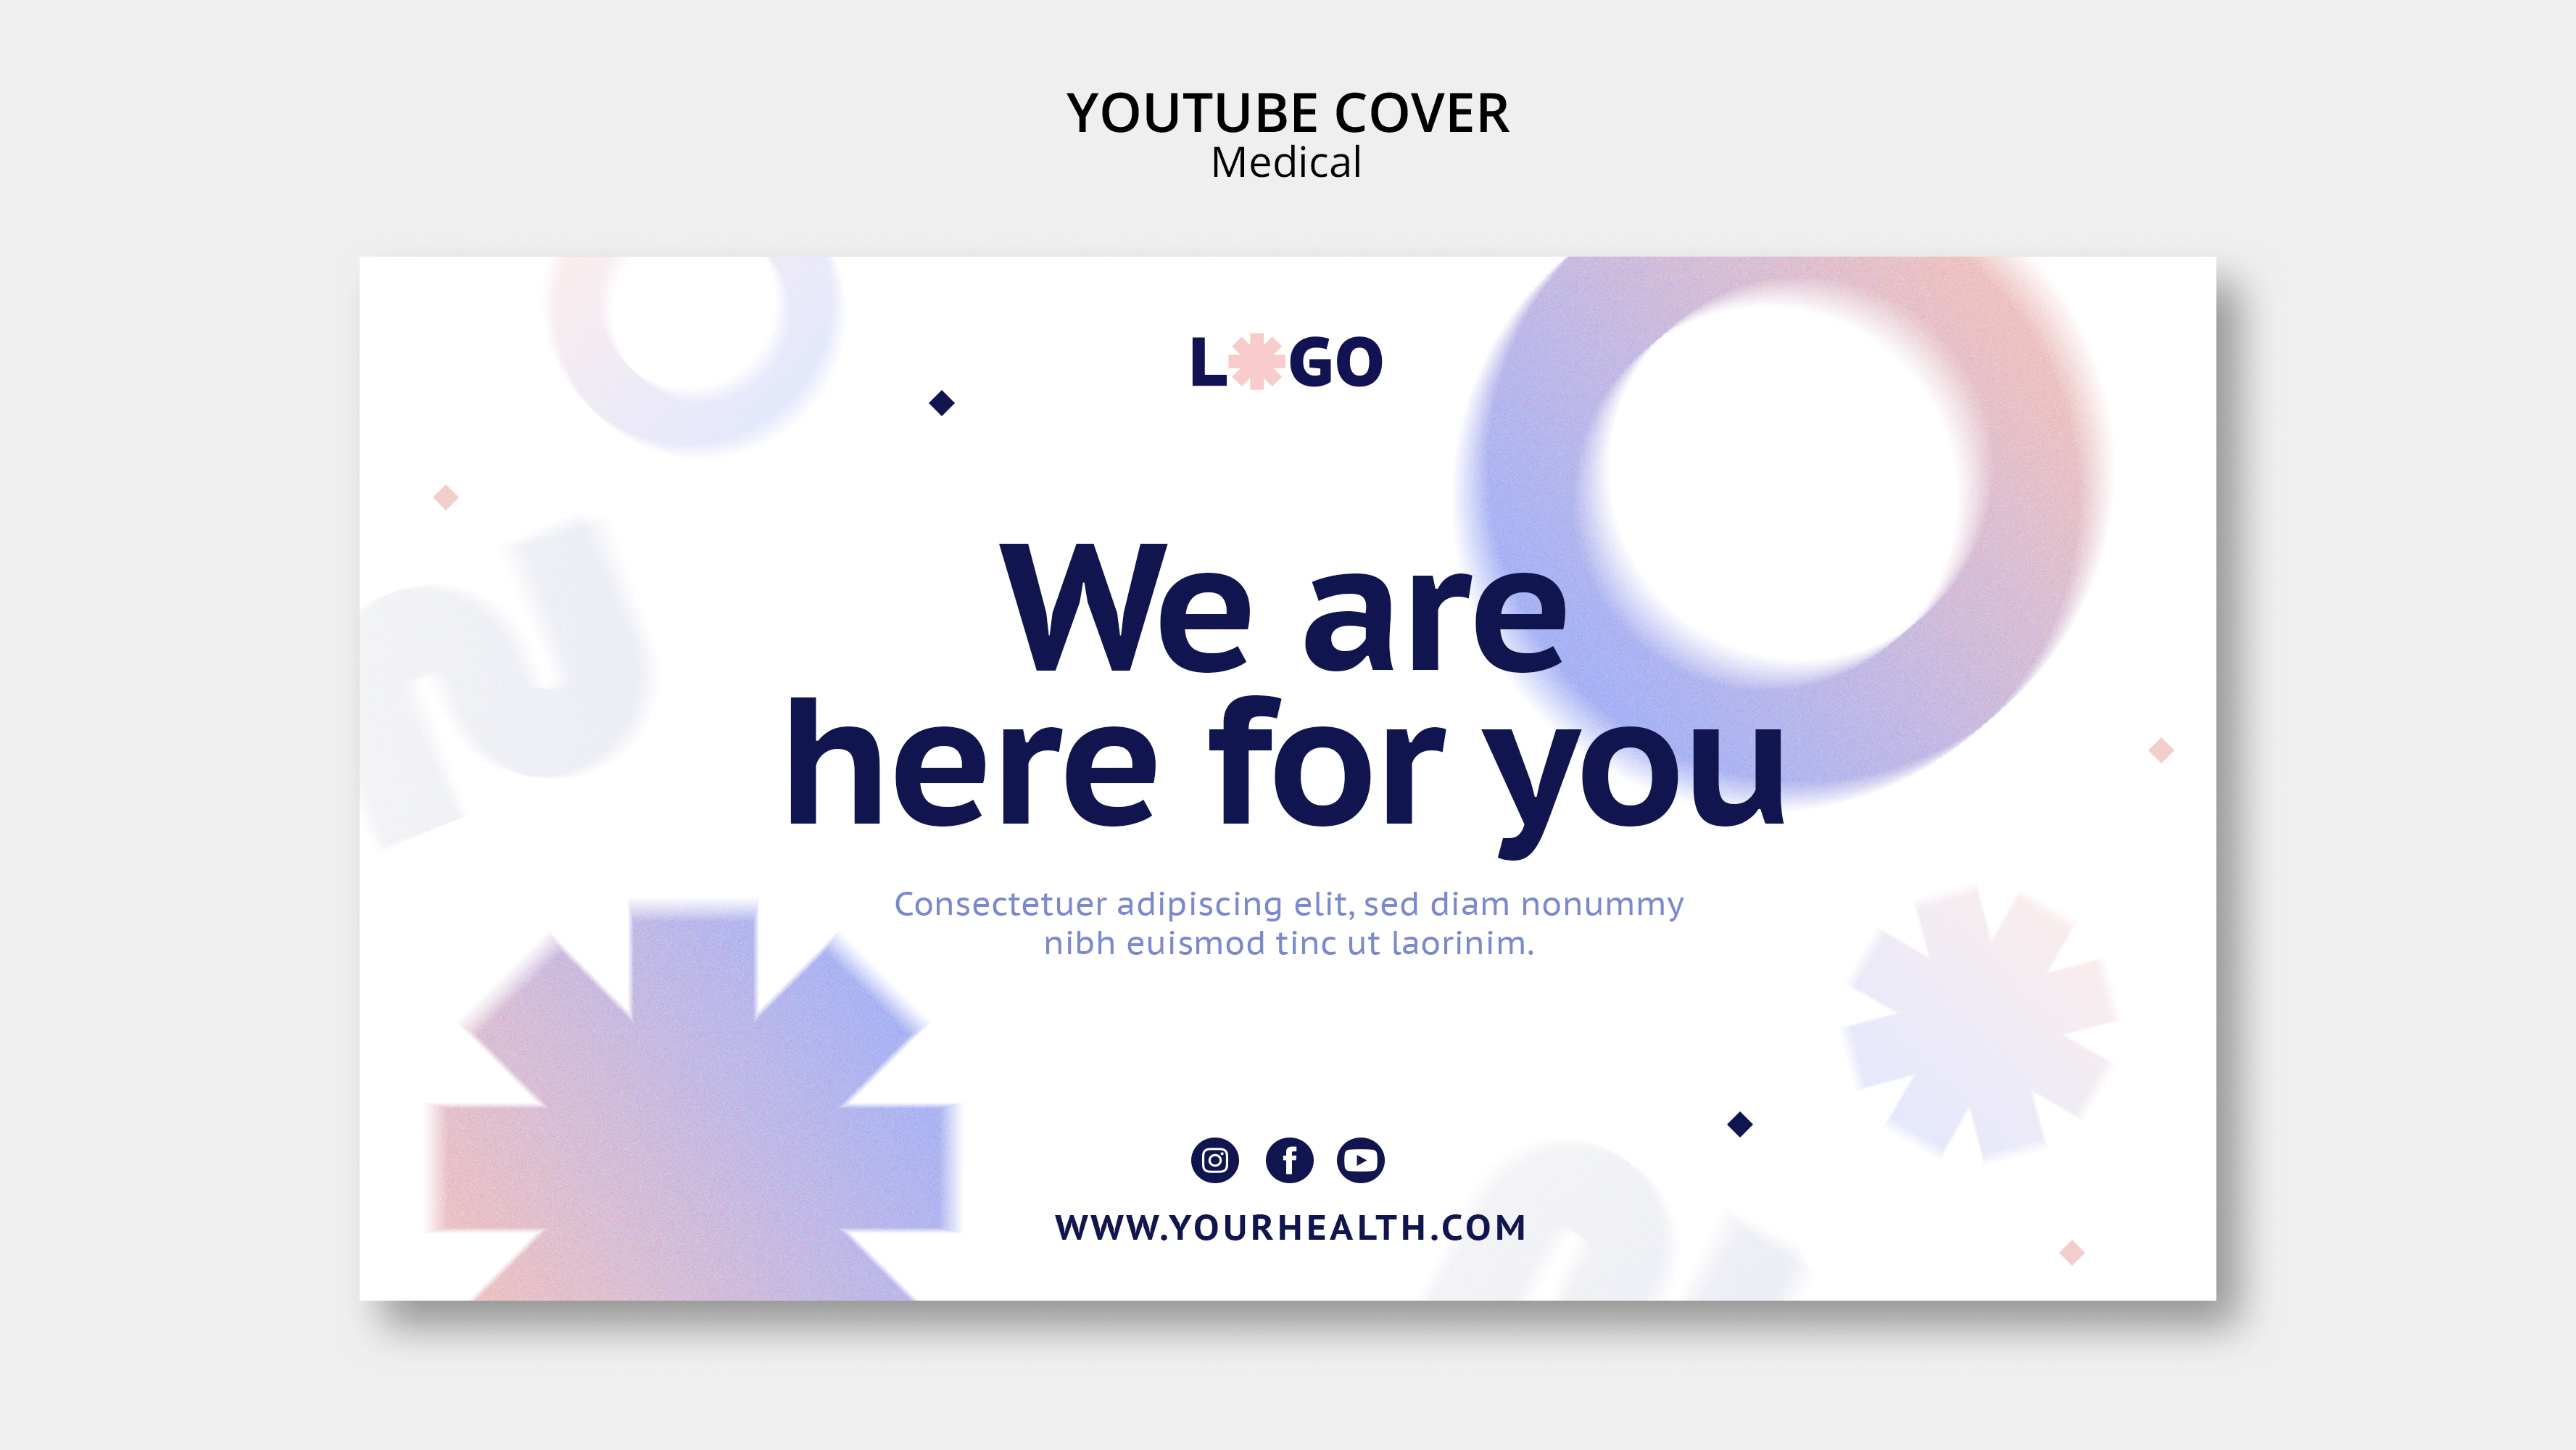 YOUTUBE COVER
Medical
LOGO
We are
here for you
Consectetuer adipiscing elit, sed diam nonummy
nibh euismod tinc ut laorinim.
WWW.YOURHEALTH.COM